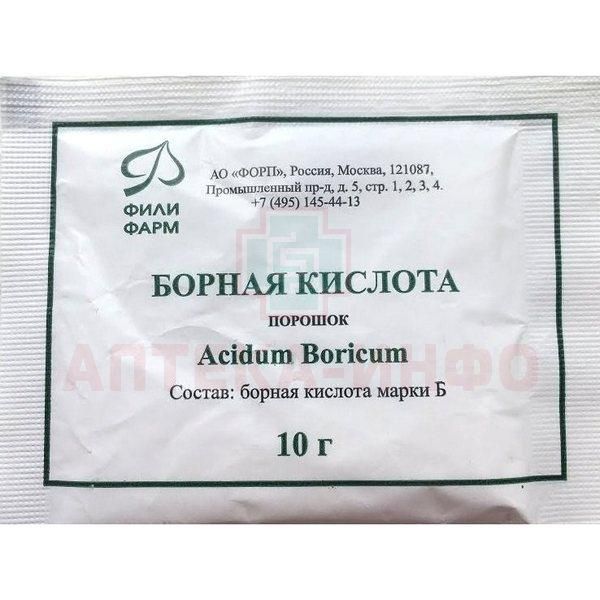 ФИЛИ
ФАРМ
АО «ФОРП», Россия, Москва, 121087,
Промышленный пр-д, д. 5, стр. 1, 2, 3, 4.
+7 (495) 145-44-13
БОРНАЯ КИСЛОТА
ПОРОШОК
Acidum Boricum
АПТЕКА-ИНФО
Состав: борная кислота марки Б
10 г